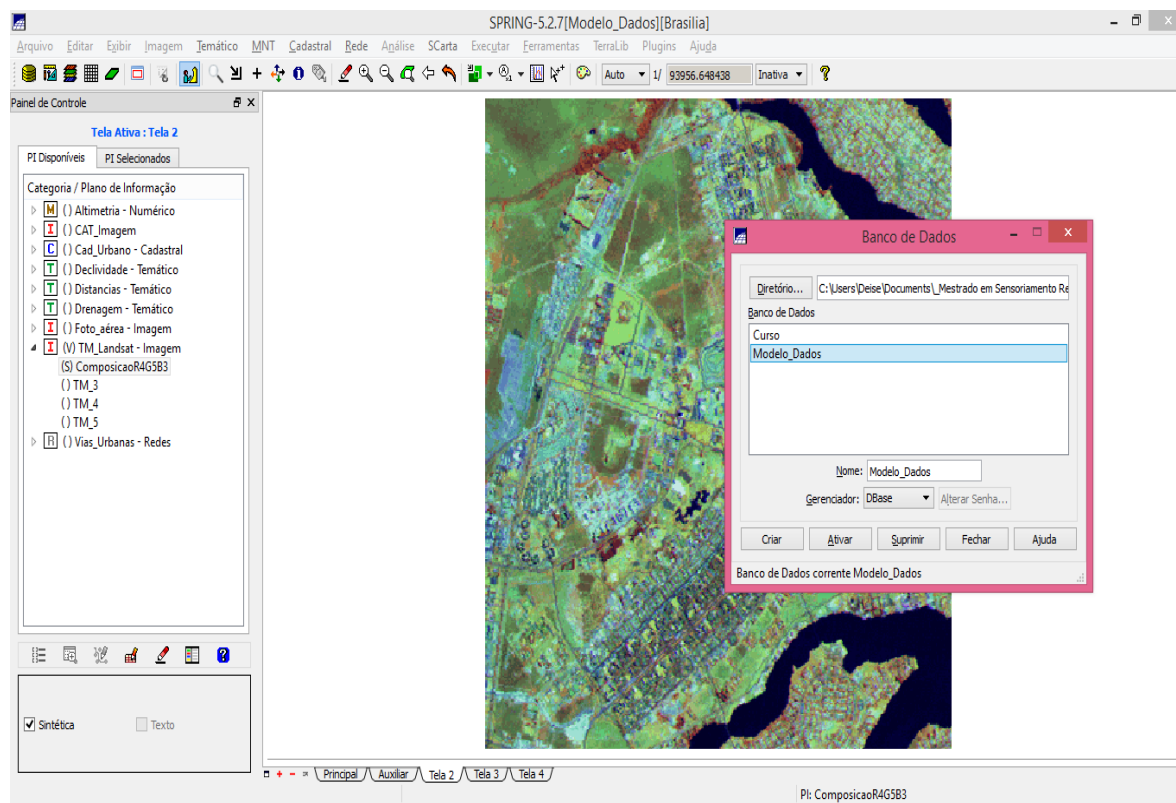 SPRING-5.2.7[Modelo_Dados][Brasilia]
Arquivo Editar Exibir Imagem Temático MNT Cadastral Rede Análise SCarta Executar Ferramentas TerraLib Plugins Ajuda
Auto 1/ 93956.648438 Inativa
Painel de Controle
Tela Ativa : Tela 2
PI Disponíveis PI Selecionados
Categoria / Plano de Informação
M () Altimetria - Numérico
I () CAT_Imagem
C () Cad_Urbano - Cadastral
T () Declividade - Temático
T () Distancias - Temático
T () Drenagem - Temático
I () Foto_aérea - Imagem
I (V) TM_Landsat - Imagem
(S) ComposicaoR4G5B3
() TM_3
() TM_4
() TM_5
R () Vias_Urbanas - Redes
Sintética Texto
Banco de Dados
Diretório... C:\Users\Deise\Documents\_Mestrado em Sensoriamento Re
Banco de Dados
Curso
Modelo_Dados
Nome: Modelo_Dados
Gerenciador: DBase Alterar Senha...
Criar Ativar Suprimir Fechar Ajuda
Banco de Dados corrente Modelo_Dados
Principal Auxiliar Tela 2 Tela 3 Tela 4
PI: ComposicaoR4G5B3